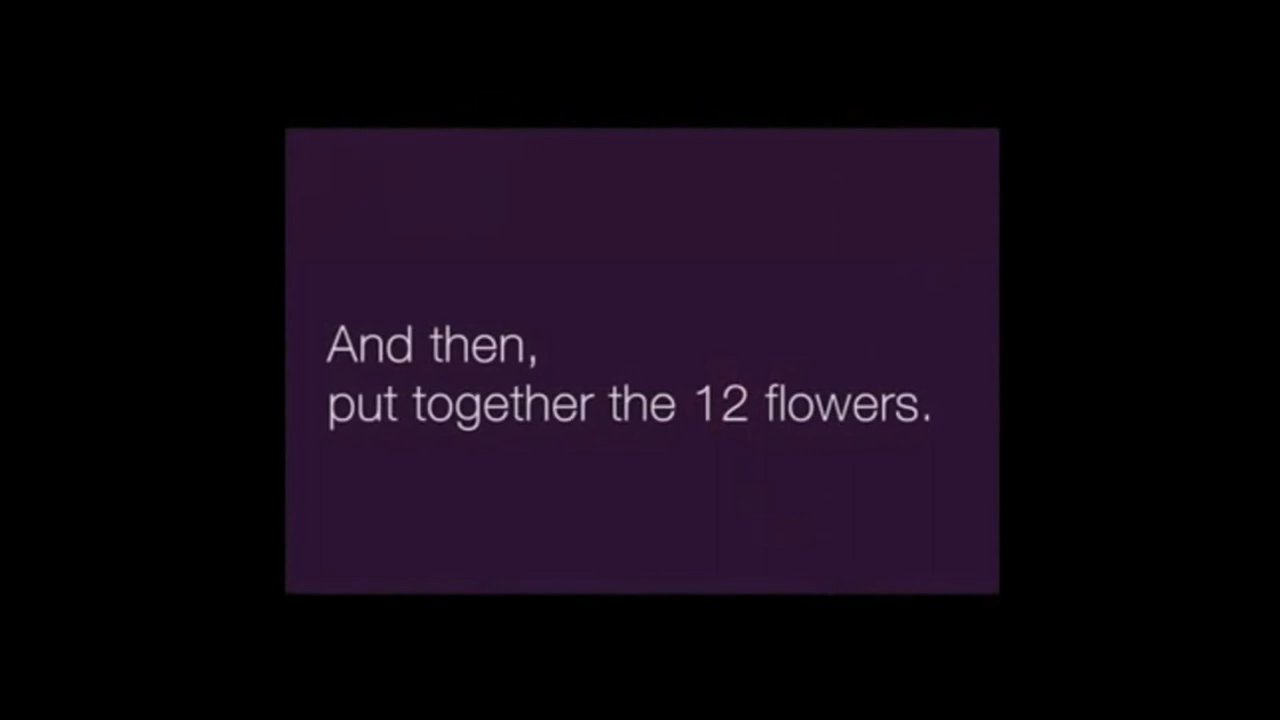 And then,
put together the 12 flowers.